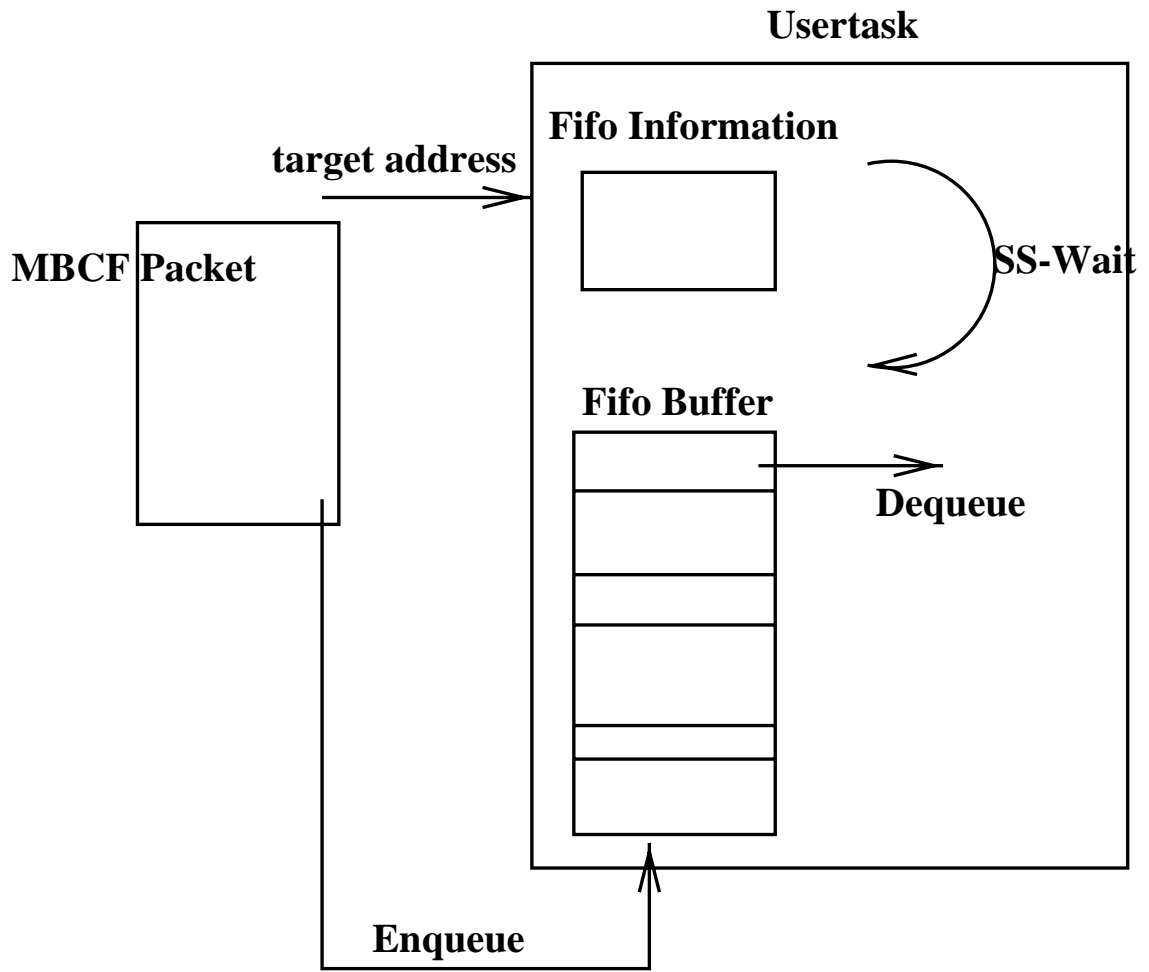 Usertask
Fifo Information
target address
MBCF Packet
SS-Wait
Fifo Buffer
Dequeue
Enqueue